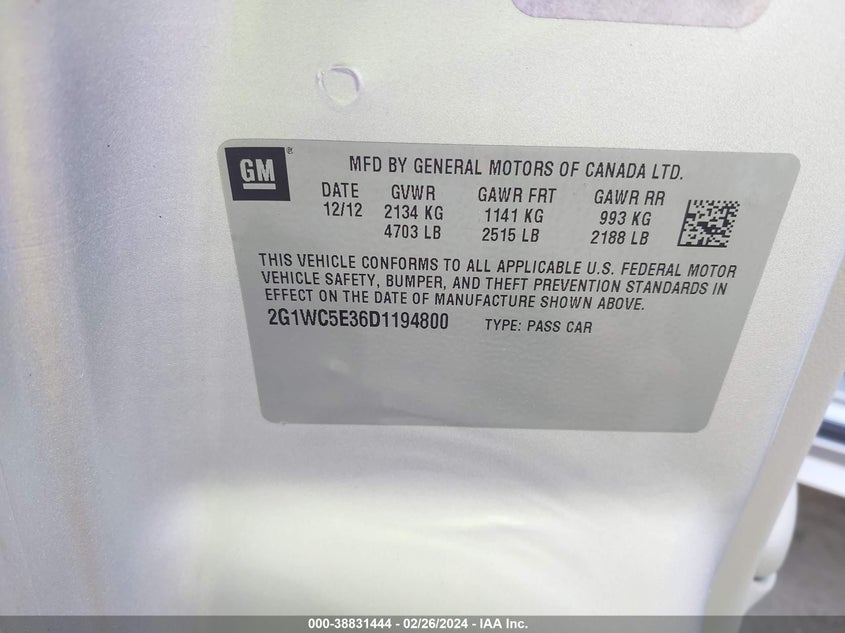 GM ®
MFD BY GENERAL MOTORS OF CANADA LTD.
DATE GVWR GAWR FRT GAWR RR
12/12 2134 KG 1141 KG 993 KG
4703 LB 2515 LB 2188 LB
THIS VEHICLE CONFORMS TO ALL APPLICABLE U.S. FEDERAL MOTOR
VEHICLE SAFETY, BUMPER, AND THEFT PREVENTION STANDARDS IN
EFFECT ON THE DATE OF MANUFACTURE SHOWN ABOVE.
2G1WC5E36D1194800 TYPE: PASS CAR
000-38831444 - 02/26/2024 - IAA Inc.